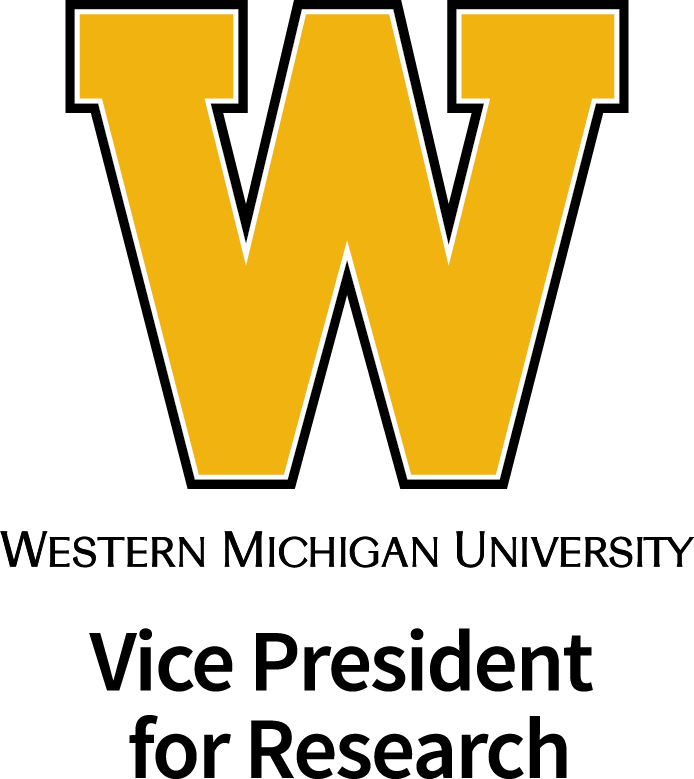 W
WESTERN MICHIGAN UNIVERSITY
Vice President
for Research